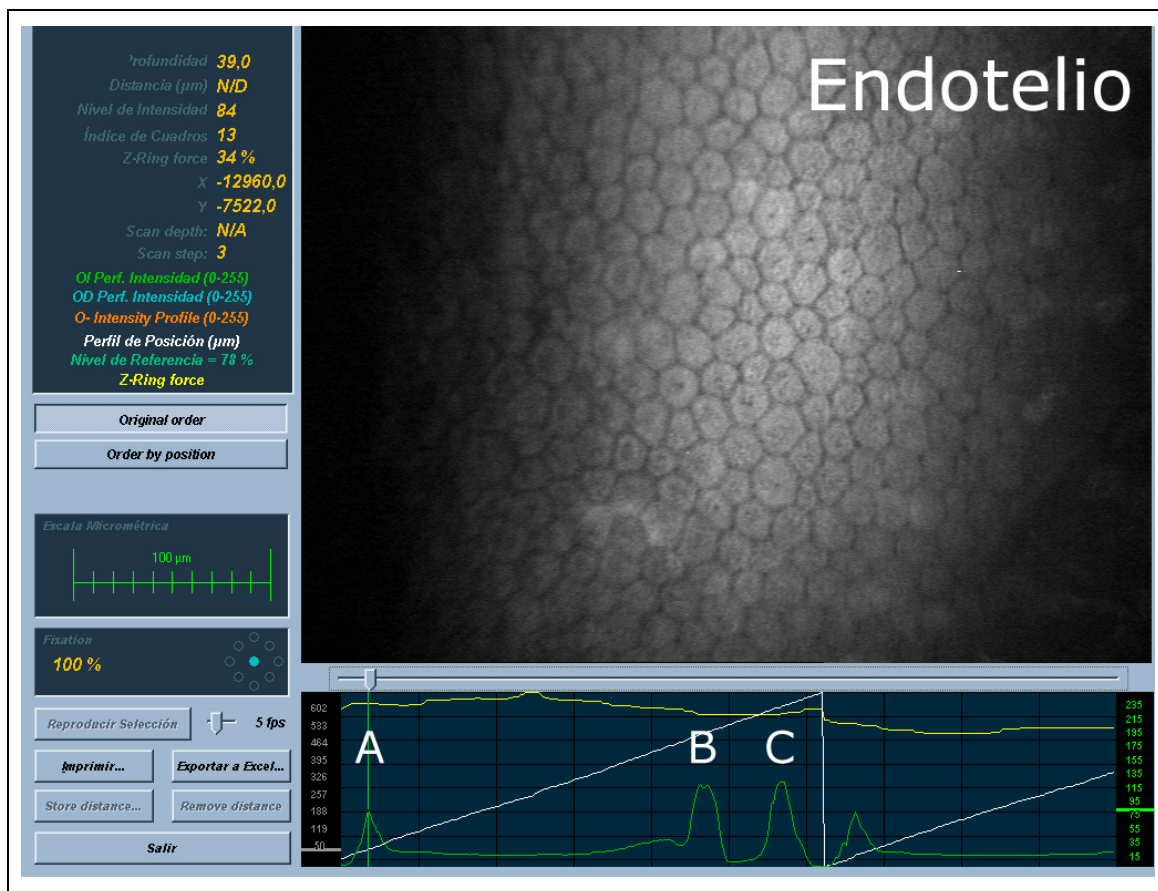 Profundidad 39,0
Distancia (µm) N/D
Nivel de Intensidad 84
Índice de Cuadros 13
Z-Ring force 34 %
X -12960,0
Y -7522,0
Scan depth: N/A
Scan step: 3
OI Perf. Intensidad (0-255)
OD Perf. Intensidad (0-255)
O- Intensity Profile (0-255)
Perfil de Posición (µm)
Nivel de Referencia = 78 %
Z-Ring force
Original order
Order by position
Escala Micrométrica
100 µm
Fixation
100 %
Reproducir Selección 5 fps
Imprimir... Exportar a Excel...
Store distance... Remove distance
Salir
Endotelio
A B C
602
533
464
395
326
257
188
119
50
235
215
195
175
155
135
115
95
75
55
35
15